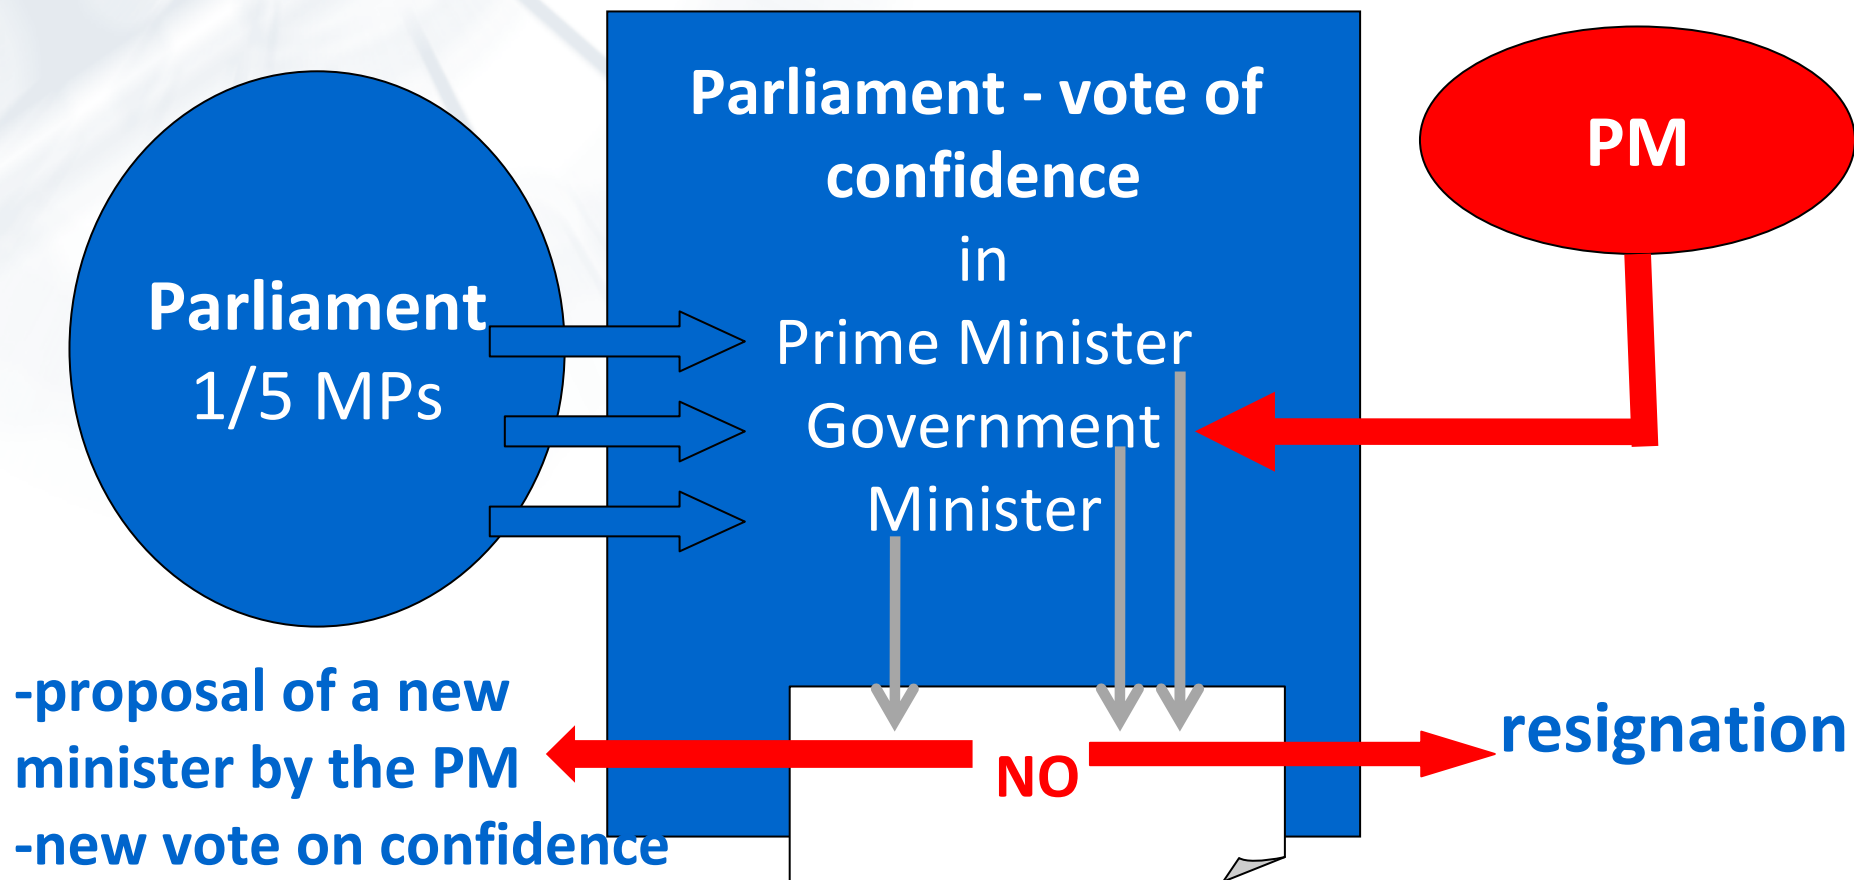 Parliament
1/5 MPs
Parliament - vote of
confidence
in
Prime Minister
Government
Minister
PM
-proposal of a new
minister by the PM
-new vote on confidence
NO
resignation